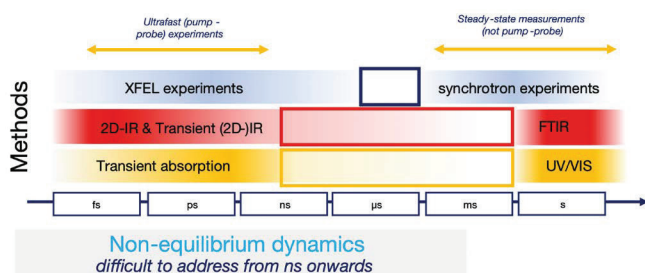 Ultrafast (pump -
probe) experiments
Steady-state measurements
(not pump-probe)
Methods
XFEL experiments
synchrotron experiments
2D-IR & Transient (2D-)IR
FTIR
Transient absorption
UV/VIS
fs
ps
ns
µs
ms
s
Non-equilibrium dynamics
difficult to address from ns onwards